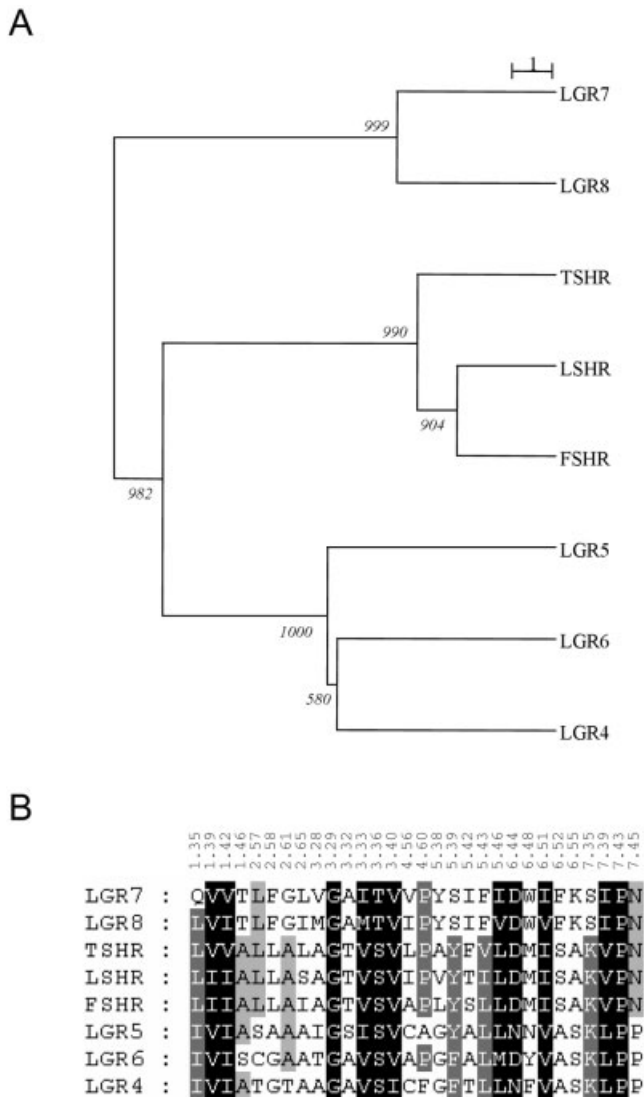 A
1
999
LGR7
LGR8
TSHR
990
LSHR
904
FSHR
982
LGR5
1000
LGR6
580
LGR4
B
1.35 1.39 1.42 1.46 2.57 2.58 2.61 2.65 3.28 3.29 3.32 3.33 3.36 3.40 4.56 4.60 5.38 5.39 5.42 5.43 5.46 6.44 6.48 6.51 6.52 6.55 7.35 7.39 7.43 7.45
LGR7 : QVVTLFGLVGAITVVPYSIFIDWIFKSIPN
LGR8 : LVITLFGIMGAMTVIPYSIFVDWIFKSIPN
TSHR : LVVALLALAGTVSVLPAYFVLDMISAKVPN
LSHR : LIIALLASAGTVSVIPVYTILDMISAKVPN
FSHR : LIIALLAIAGTVSVAPLYSLLDMISAKVPN
LGR5 : IVIASAAAIGSISVCAGYALLNNVASKLPP
LGR6 : IVISCGAATGAVSVAPGFALMDYVASKLPP
LGR4 : IVIATGTAAGAVSICFGFTLLNFVASKLPP